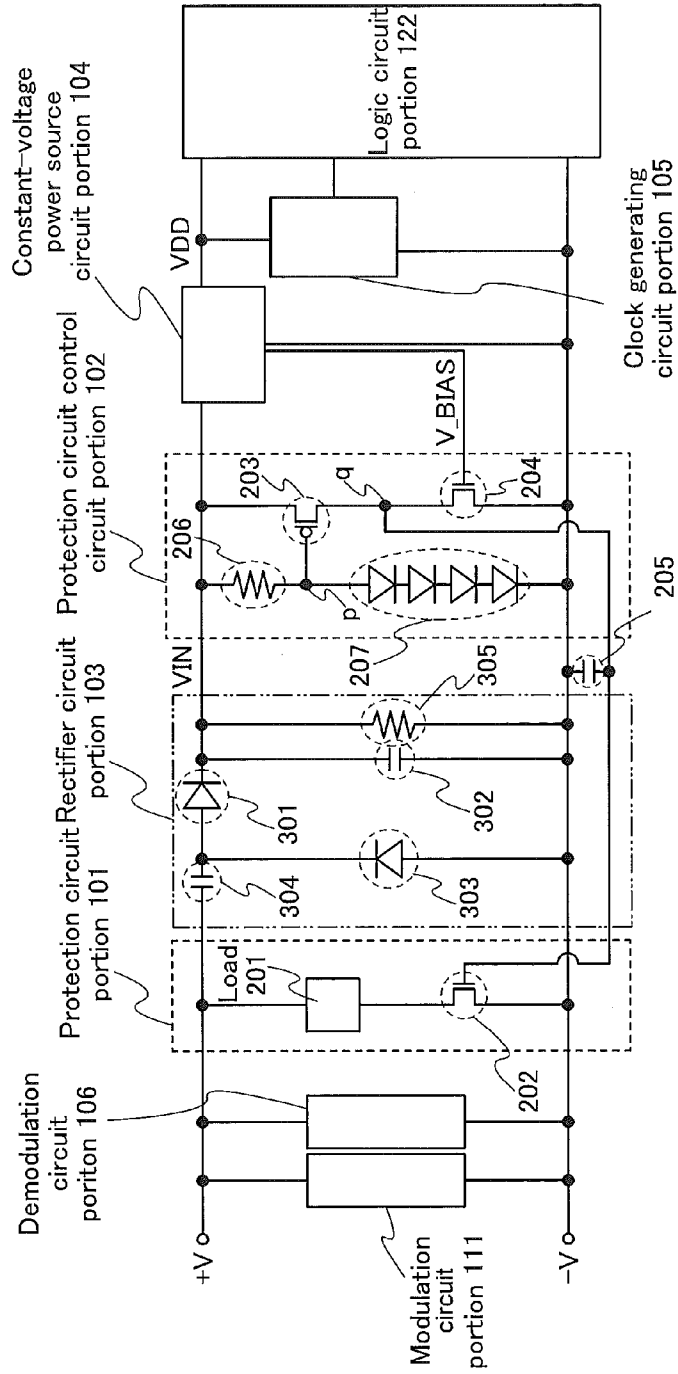 Demodulation
circuit
poriton 106
Protection circuit
portion 101
Rectifier circuit
portion 103
Protection circuit control
circuit portion 102
Constant-voltage
power source
circuit portion 104
+V
Load
201
304
301
VIN
206
203
p
q
VDD
Logic circuit
portion 122
303
302
305
207
V_BIAS
204
202
-V
205
Modulation
circuit
portion 111
Clock generating
circuit portion 105